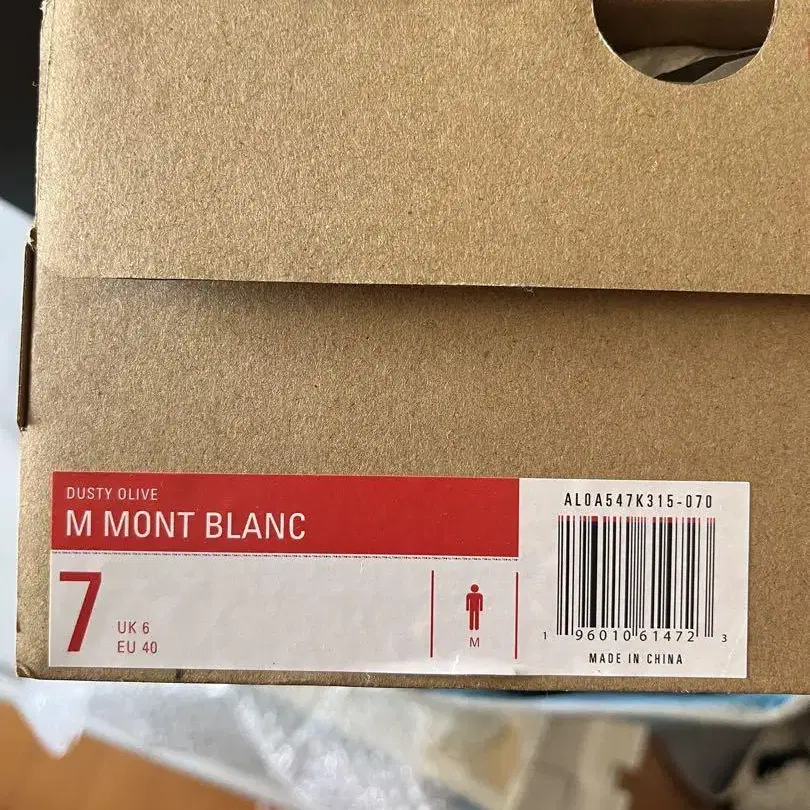 DUSTY OLIVE
M MONT BLANC
7
UK 6
EU 40
M
AL0A547K315-070
1 96010 61472 3
MADE IN CHINA